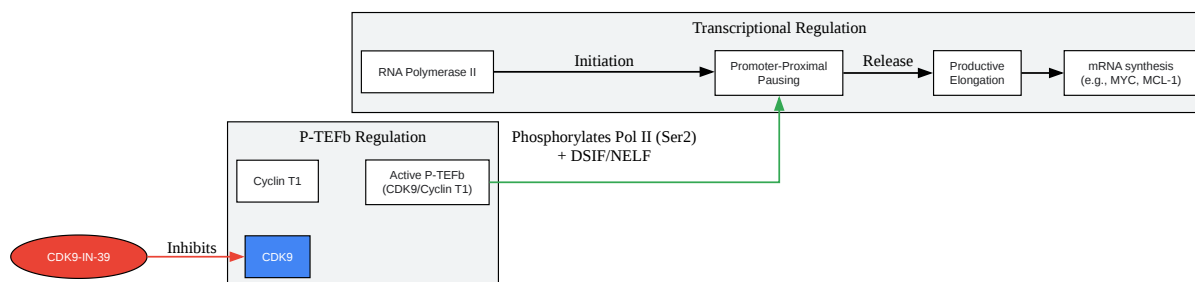 Transcriptional Regulation
RNA Polymerase II
Initiation
Promoter-Proximal
Pausing
Release
Productive
Elongation
mRNA synthesis
(e.g., MYC, MCL-1)
P-TEFb Regulation
Phosphorylates Pol II (Ser2)
+ DSIF/NELF
Cyclin T1
Active P-TEFb
(CDK9/Cyclin T1)
CDK9-IN-39
Inhibits
CDK9